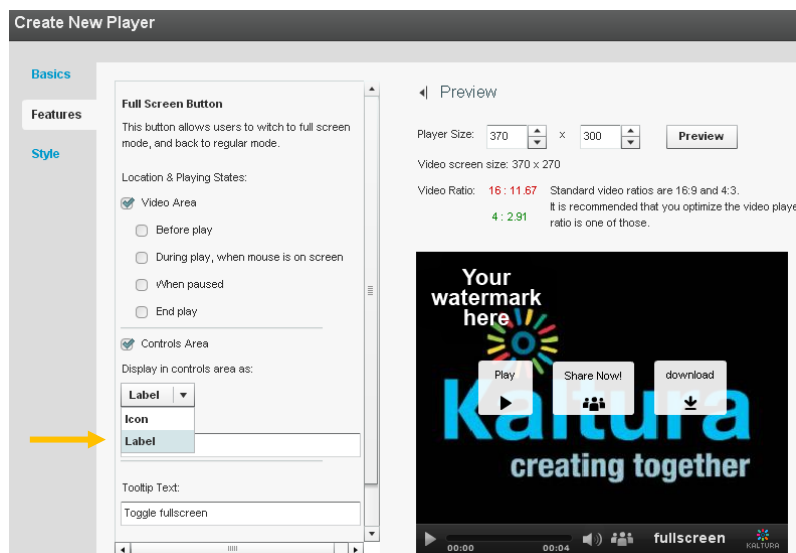 Create New Player
Basics
Features
Style
Full Screen Button
This button allows users to witch to full screen
mode, and back to regular mode.
Location & Playing States:
Video Area
Before play
During play, when mouse is on screen
When paused
End play
Controls Area
Display in controls area as:
Label
Icon
Label
Tooltip Text:
Toggle fullscreen
Preview
Player Size: 370 x 300 Preview
Video screen size: 370 x 270
Video Ratio: 16 : 11.67 Standard video ratios are 16:9 and 4:3.
It is recommended that you optimize the video playe
4 : 2.91 ratio is one of those.
Your
watermark
here
Play Share Now! download
Kaltura
creating together
00:00 00:04 fullscreen KALTURA